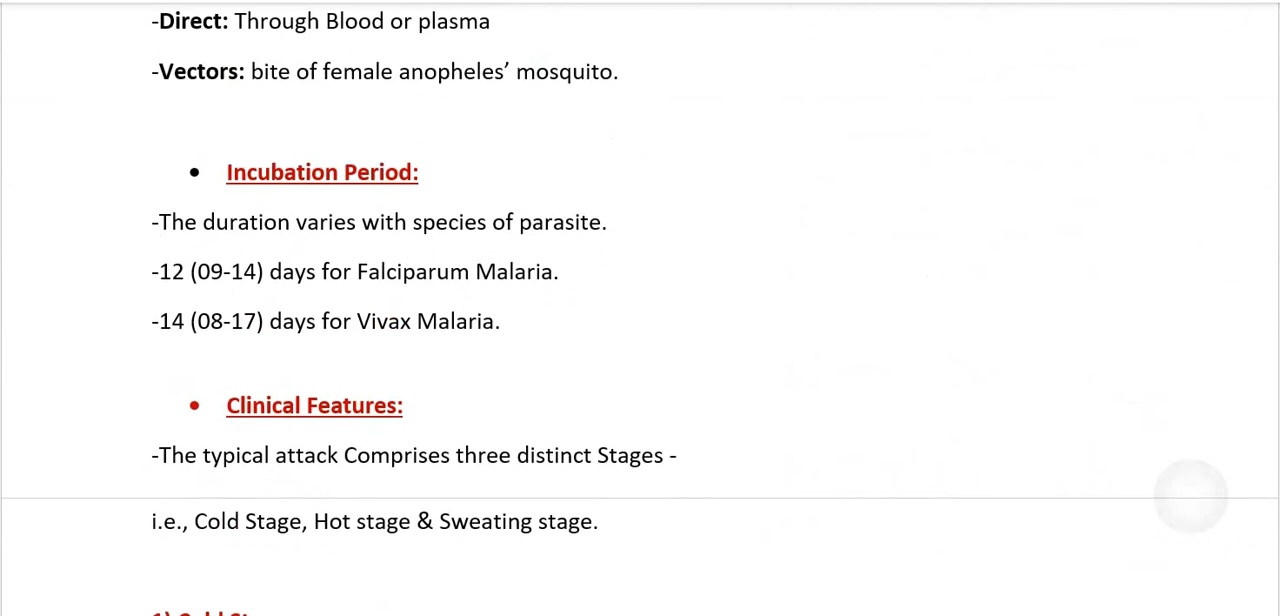 -Direct: Through Blood or plasma
-Vectors: bite of female anopheles’ mosquito.
• Incubation Period:
-The duration varies with species of parasite.
-12 (09-14) days for Falciparum Malaria.
-14 (08-17) days for Vivax Malaria.
• Clinical Features:
-The typical attack Comprises three distinct Stages -
i.e., Cold Stage, Hot stage & Sweating stage.